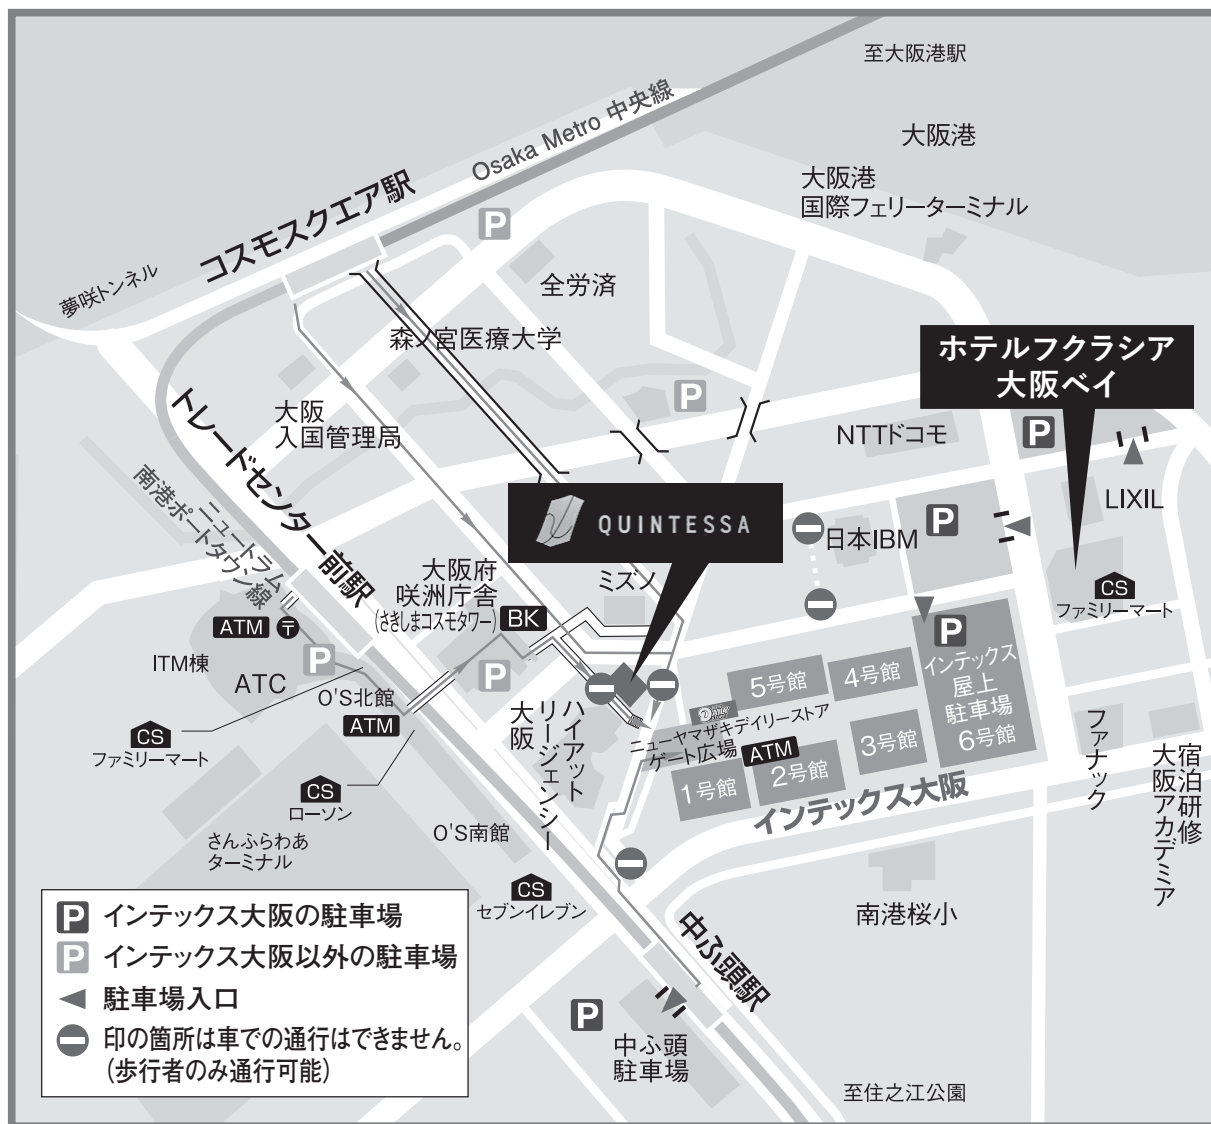 至大阪港駅
Osaka Metro 中央線
大阪港
コスモスクエア駅
大阪港
国際フェリーターミナル
P
夢咲トンネル
全労済
森ノ宮医療大学
ホテルフクラシア
大阪ベイ
P
トレードセンター前駅
大阪
入国管理局
NTTドコモ
P
LIXIL
ニュートラム
南港ポートタウン線
QUINTESSA
P
日本IBM
大阪府
咲洲庁舎
(さきしまコスモタワー)
BK
ミズノ
CS
ファミリーマート
ATM
〒
P
ITM棟
ATC
O'S北館
ATM
P
P
インテックス
屋上
駐車場
6号館
5号館
4号館
3号館
ニューヤマザキデイリーストア
ゲート広場
ATM
1号館
2号館
インテックス大阪
ハイアット
リージェンシー
大阪
CS
ファミリーマート
CS
ローソン
さんふらわあ
ターミナル
O'S南館
CS
セブンイレブン
ファナック
宿泊研修
大阪アカデミア
南港桜小
中ふ頭駅
P
中ふ頭
駐車場
至住之江公園
P インテックス大阪の駐車場
P インテックス大阪以外の駐車場
駐車場入口
印の箇所は車での通行はできません。
(歩行者のみ通行可能)